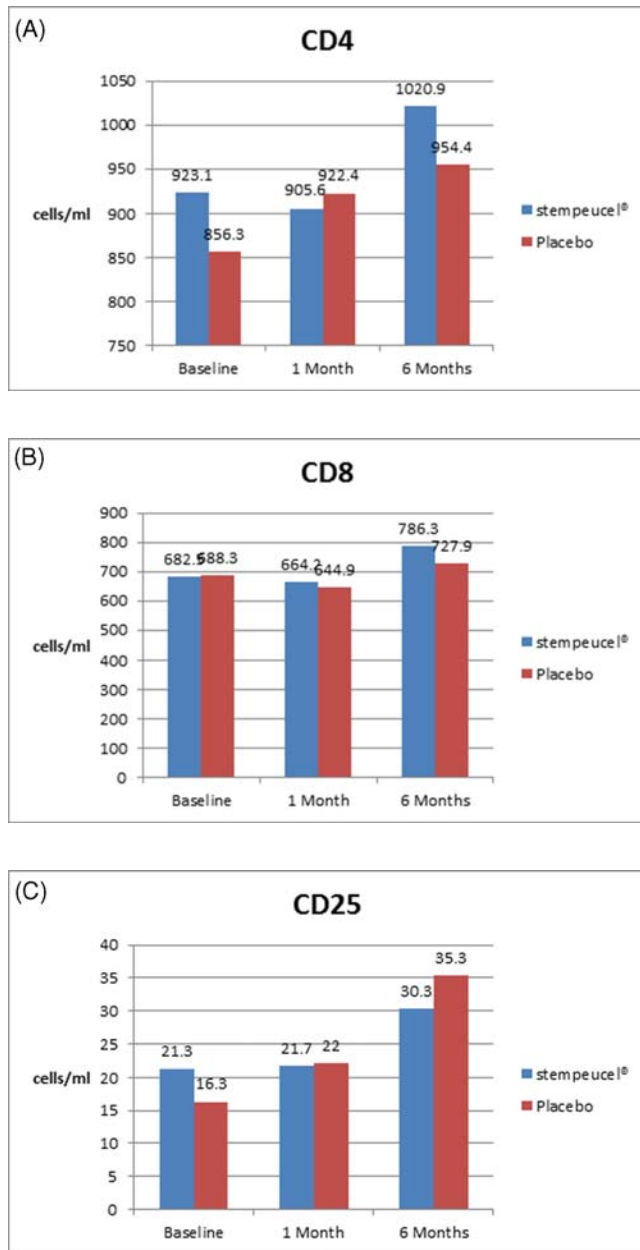 (A)
CD4
1050
1000
950
900
850
800
750
cells/ml
923.1
856.3
905.6
922.4
1020.9
954.4
Baseline
1 Month
6 Months
stempeucel®
Placebo
(B)
CD8
900
800
700
600
500
400
300
200
100
0
cells/ml
682.5
688.3
664.2
644.9
786.3
727.9
Baseline
1 Month
6 Months
stempeucel®
Placebo
(C)
CD25
40
35
30
25
20
15
10
5
0
cells/ml
21.3
16.3
21.7
22
30.3
35.3
Baseline
1 Month
6 Months
stempeucel®
Placebo